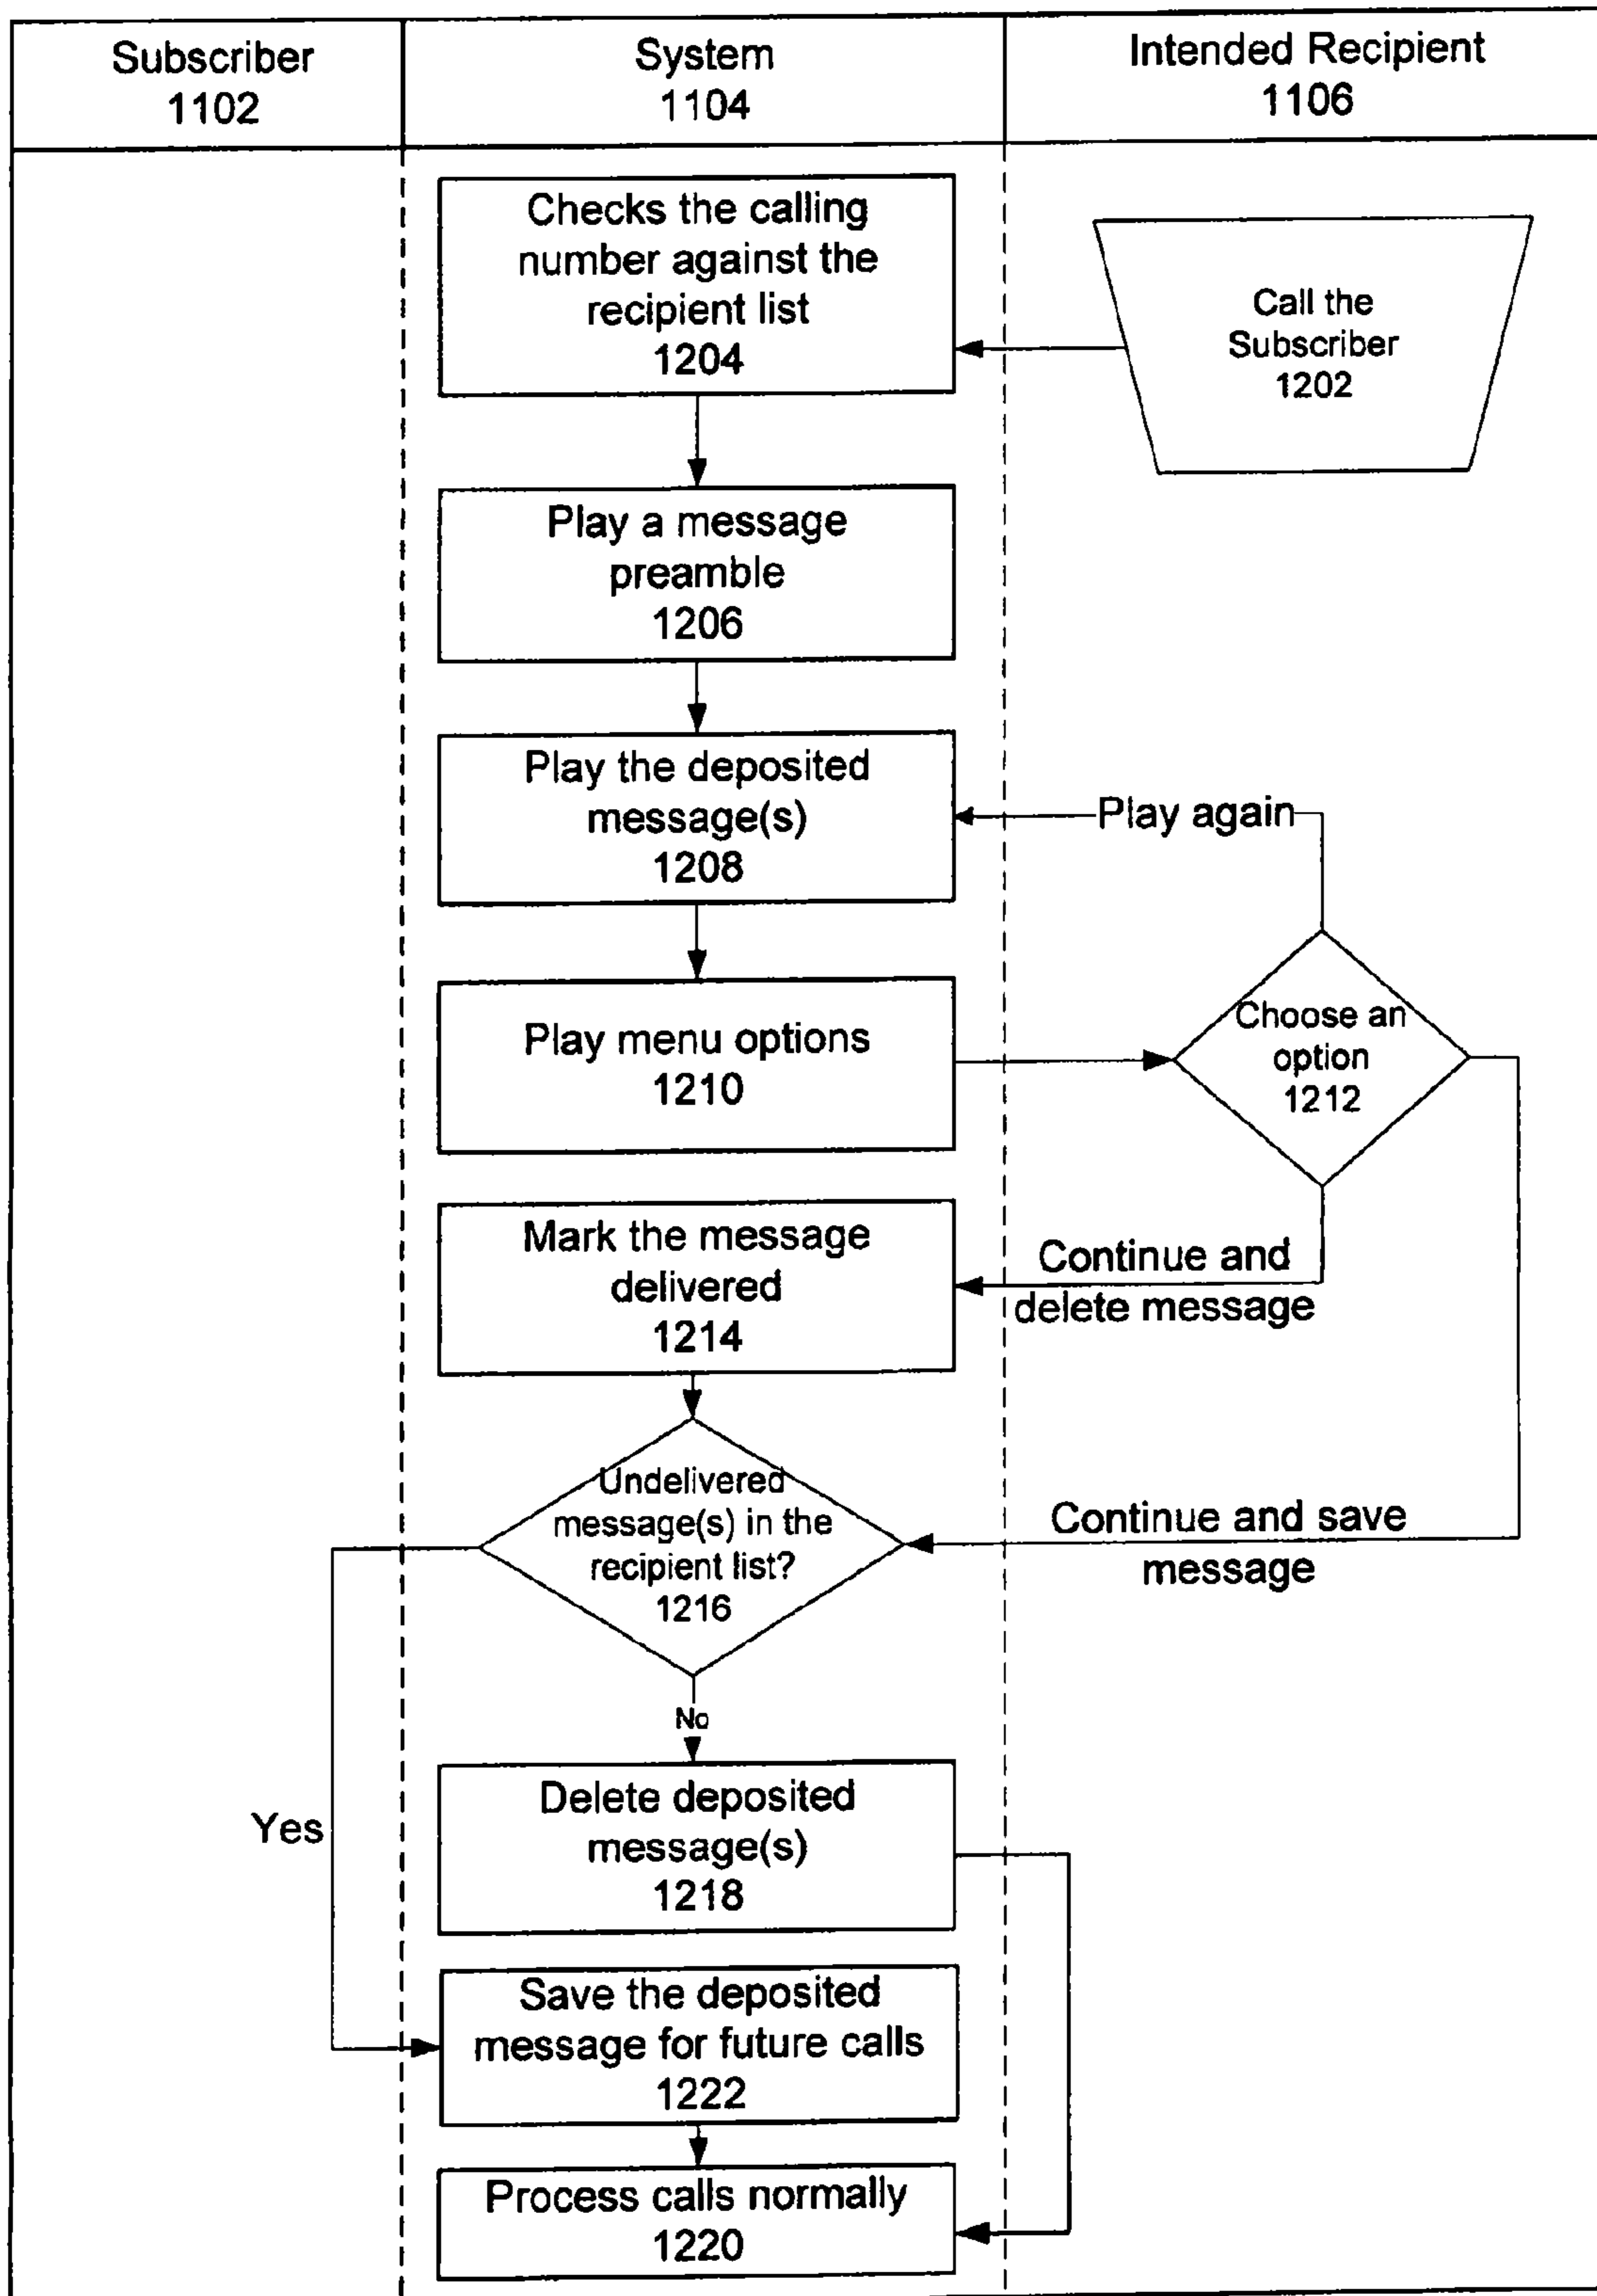 Subscriber
1102
System
1104
Intended Recipient
1106
Checks the calling
number against the
recipient list
1204
Call the
Subscriber
1202
Play a message
preamble
1206
Play the deposited
message(s)
1208
Play again
Play menu options
1210
Choose an
option
1212
Mark the message
delivered
1214
Continue and
delete message
Undelivered
message(s) in the
recipient list?
1216
Continue and save
message
No
Yes
Delete deposited
message(s)
1218
Save the deposited
message for future calls
1222
Process calls normally
1220